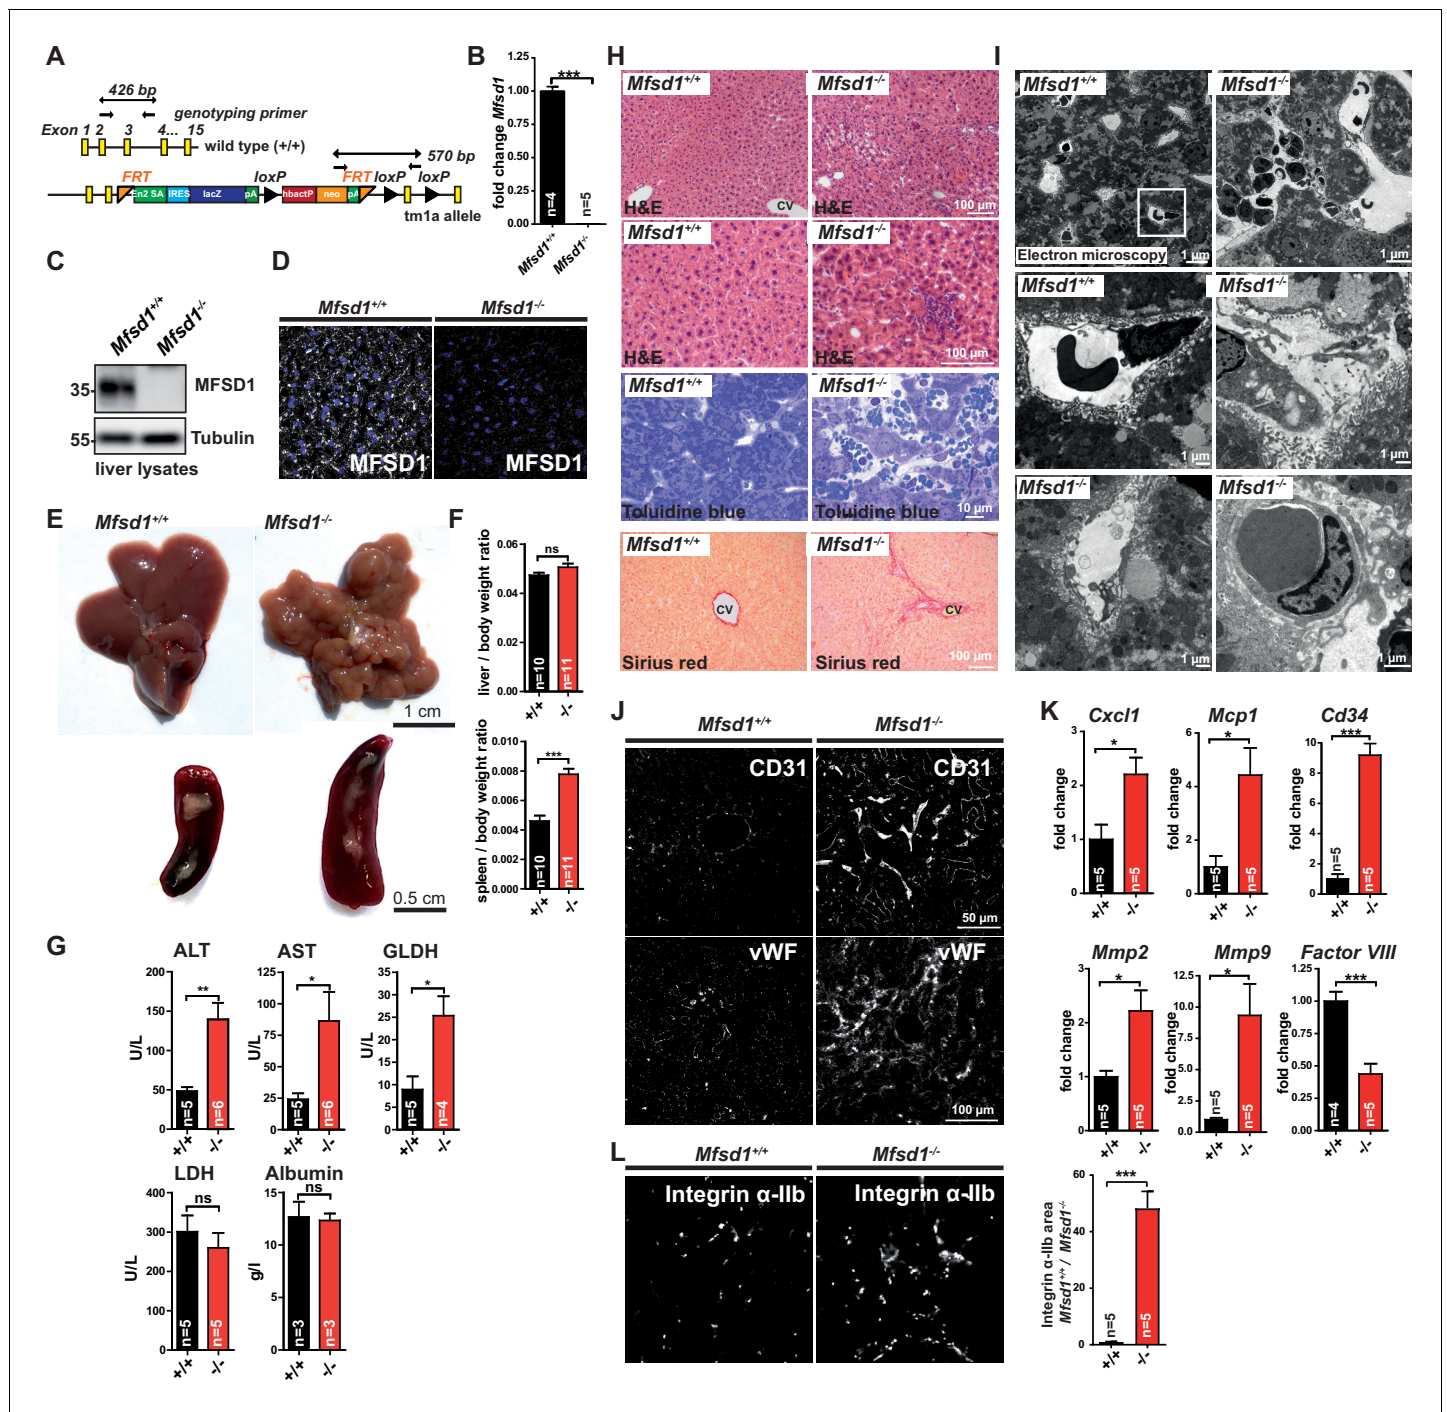 A
426 bp
genotyping primer
Exon 1 2 3 4... 15
wild type (+/+)
570 bp
FRT loxP FRT loxP loxP
En2 SA IRES lacZ pA hbactP neo pA
tm1a allele
B
fold change Mfsd1
1.25
1.00
0.75
0.50
0.25
0.00
***
n=4
n=5
Mfsd1+/+
Mfsd1-/-
C
Mfsd1+/+
Mfsd1-/-
35-
MFSD1
55-
Tubulin
liver lysates
D
Mfsd1+/+ Mfsd1-/-
MFSD1 MFSD1
E
Mfsd1+/+ Mfsd1-/-
1 cm
0.5 cm
F
liver / body weight ratio
0.06
0.04
0.02
0.00
ns
n=10
n=11
+/+ -/-
spleen / body weight ratio
0.010
0.008
0.006
0.004
0.002
0.000
***
n=10
n=11
+/+ -/-
G
ALT
U/L
200
150
100
50
0
**
n=5
n=6
+/+ -/-
AST
U/L
125
100
75
50
25
0
*
n=5
n=6
+/+ -/-
GLDH
U/L
35
30
25
20
15
10
5
0
*
n=5
n=4
+/+ -/-
LDH
U/L
400
300
200
100
0
ns
n=5
n=5
+/+ -/-
Albumin
g/l
15
10
5
0
ns
n=3
n=3
+/+ -/-
H
Mfsd1+/+ Mfsd1-/-
CV
H&E H&E 100 µm
Mfsd1+/+ Mfsd1-/-
H&E H&E 100 µm
Mfsd1+/+ Mfsd1-/-
Toluidine blue Toluidine blue 10 µm
Mfsd1+/+ Mfsd1-/-
CV CV
Sirius red Sirius red 100 µm
I
Mfsd1+/+ Mfsd1-/-
Electron microscopy 1 µm 1 µm
Mfsd1+/+ Mfsd1-/-
1 µm 1 µm
Mfsd1-/- Mfsd1-/-
1 µm 1 µm
J
Mfsd1+/+ Mfsd1-/-
CD31 CD31
50 µm
vWF vWF
100 µm
K
Cxcl1
fold change
3
2
1
0
*
n=5
n=5
+/+ -/-
Mcp1
fold change
6
4
2
0
*
n=5
n=5
+/+ -/-
Cd34
fold change
10
8
6
4
2
0
***
n=5
n=5
+/+ -/-
Mmp2
fold change
3
2
1
0
*
n=5
n=5
+/+ -/-
Mmp9
fold change
12.5
10.0
7.5
5.0
2.5
0.0
*
n=5
n=5
+/+ -/-
Factor VIII
fold change
1.25
1.00
0.75
0.50
0.25
0.00
***
n=4
n=5
+/+ -/-
L
Mfsd1+/+ Mfsd1-/-
Integrin α-IIb Integrin α-IIb
Integrin α-IIb area
Mfsd1+/+ / Mfsd1-/-
60
40
20
0
***
n=5
n=5
+/+ -/-